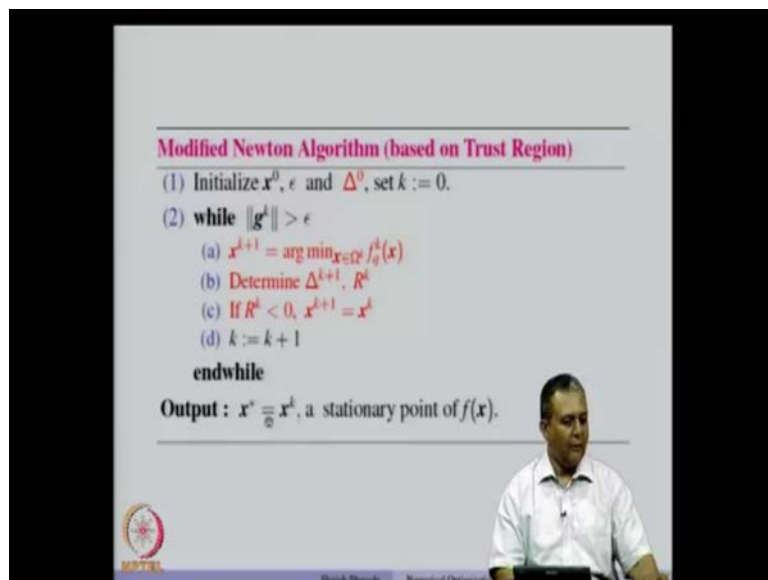 Modified Newton Algorithm (based on Trust Region)
(1) Initialize x⁰, ϵ and Δ⁰, set k := 0.
(2) while ‖gᵏ‖ > ϵ
(a) xᵏ⁺¹ = arg min_{x∈Ωᵏ} f_qᵏ(x)
(b) Determine Δᵏ⁺¹, Rᵏ
(c) If Rᵏ < 0, xᵏ⁺¹ = xᵏ
(d) k := k + 1
endwhile
Output : x* = xᵏ, a stationary point of f(x).
NPTEL